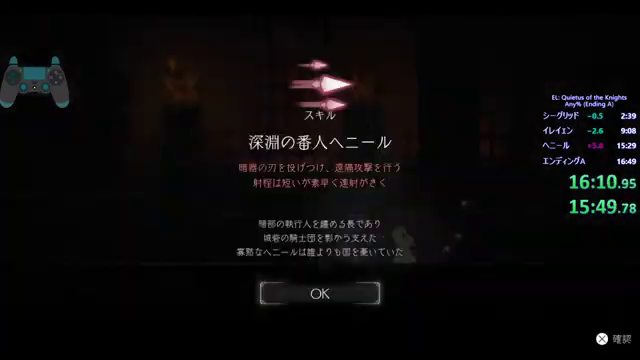 EL: Quietus of the Knights
Any% (Ending A)
シーグリッド -0.5 2:39
イレイェン -2.6 9:08
ヘニール +3.8 15:29
エンディングA 16:49
16:10.95
15:49.78
スキル
深淵の番人ヘニール
暗器の刃を投げつけ、遠隔攻撃を行う
射程は短いが素早く連射がきく
暗部の執行人を纏める長であり
城砦の騎士団を影から支えた
寡黙なヘニールは誰よりも国を憂いていた
OK
確認